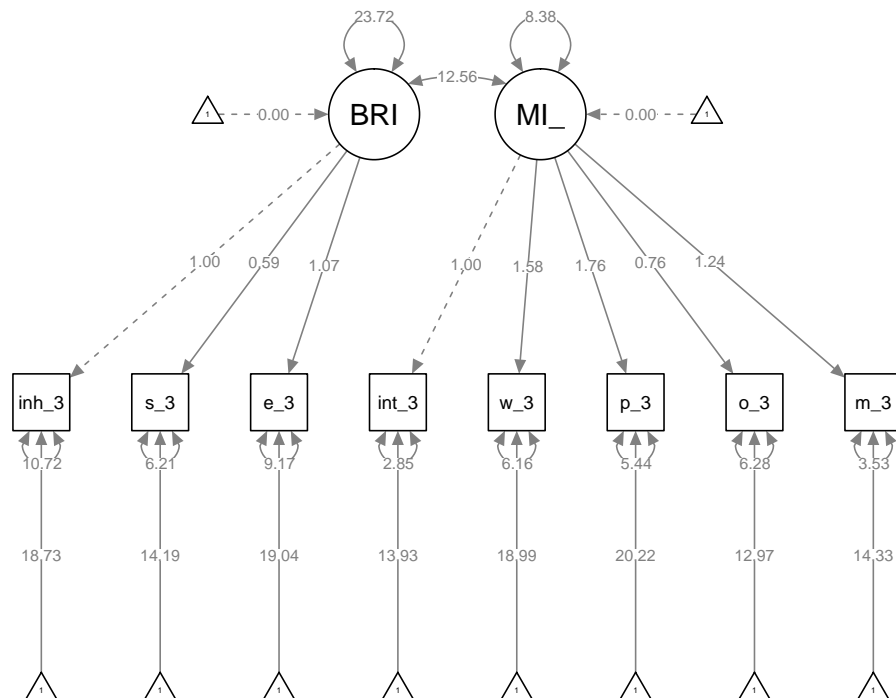 23.72 8.38
12.56
1 0.00 BRI MI_ 0.00 1
1.00 0.59 1.07 1.00 1.58 1.76 0.76 1.24
inh_3 s_3 e_3 int_3 w_3 p_3 o_3 m_3
10.72 6.21 9.17 2.85 6.16 5.44 6.28 3.53
18.73 14.19 19.04 13.93 18.99 20.22 12.97 14.33
1 1 1 1 1 1 1 1